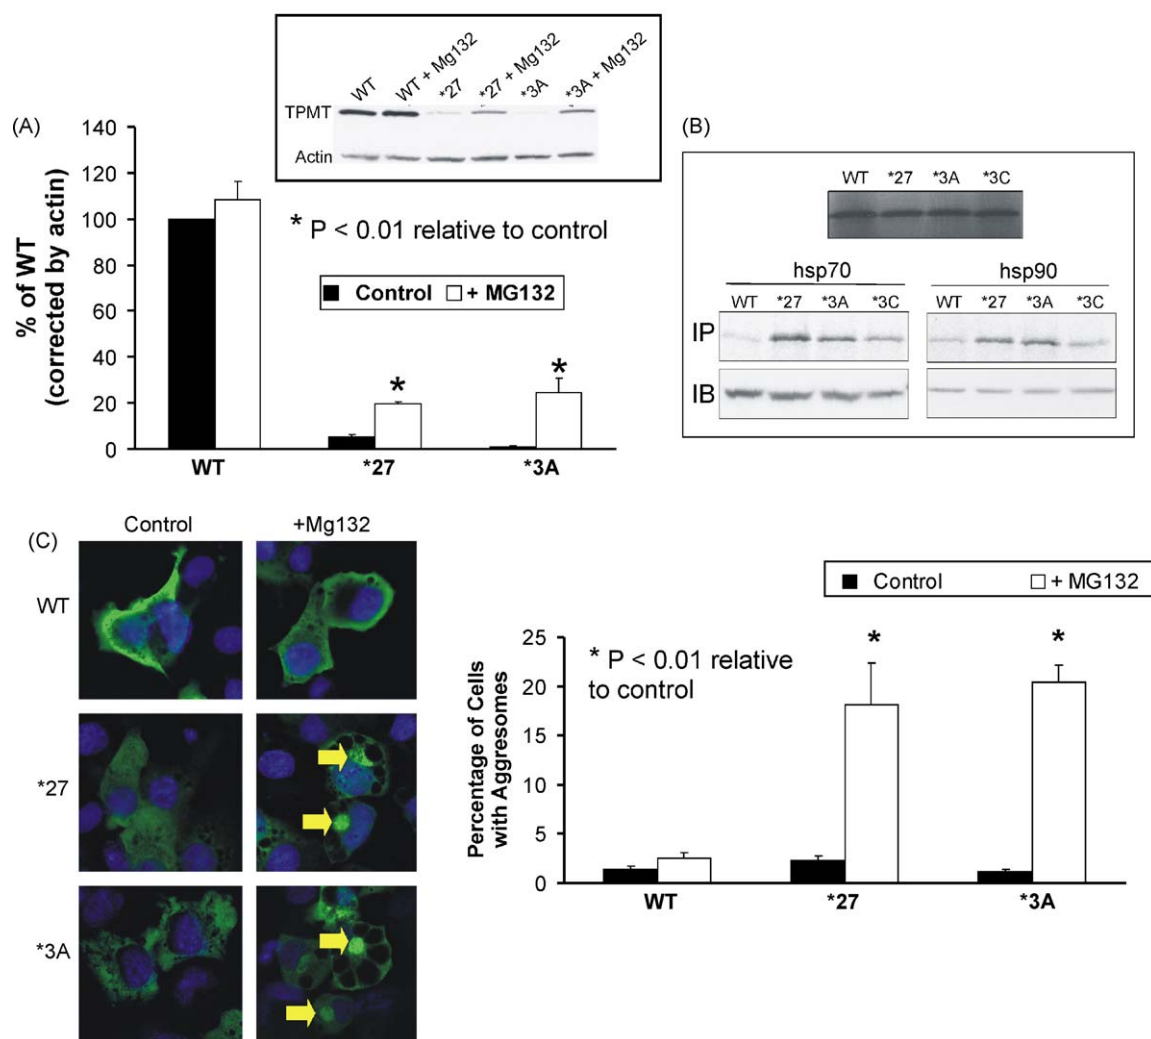 (A)
WT
WT + Mg132
*27
*27 + Mg132
*3A
*3A + Mg132
TPMT
Actin
% of WT
(corrected by actin)
140
120
100
80
60
40
20
0
* P < 0.01 relative to control
Control + MG132
*
*
WT *27 *3A
(B)
WT *27 *3A *3C
hsp70 hsp90
WT *27 *3A *3C WT *27 *3A *3C
IP
IB
(C)
Control +Mg132
WT
*27
*3A
Control + MG132
Percentage of Cells
with Aggresomes
25
20
15
10
5
0
* P < 0.01 relative
to control
*
*
WT *27 *3A